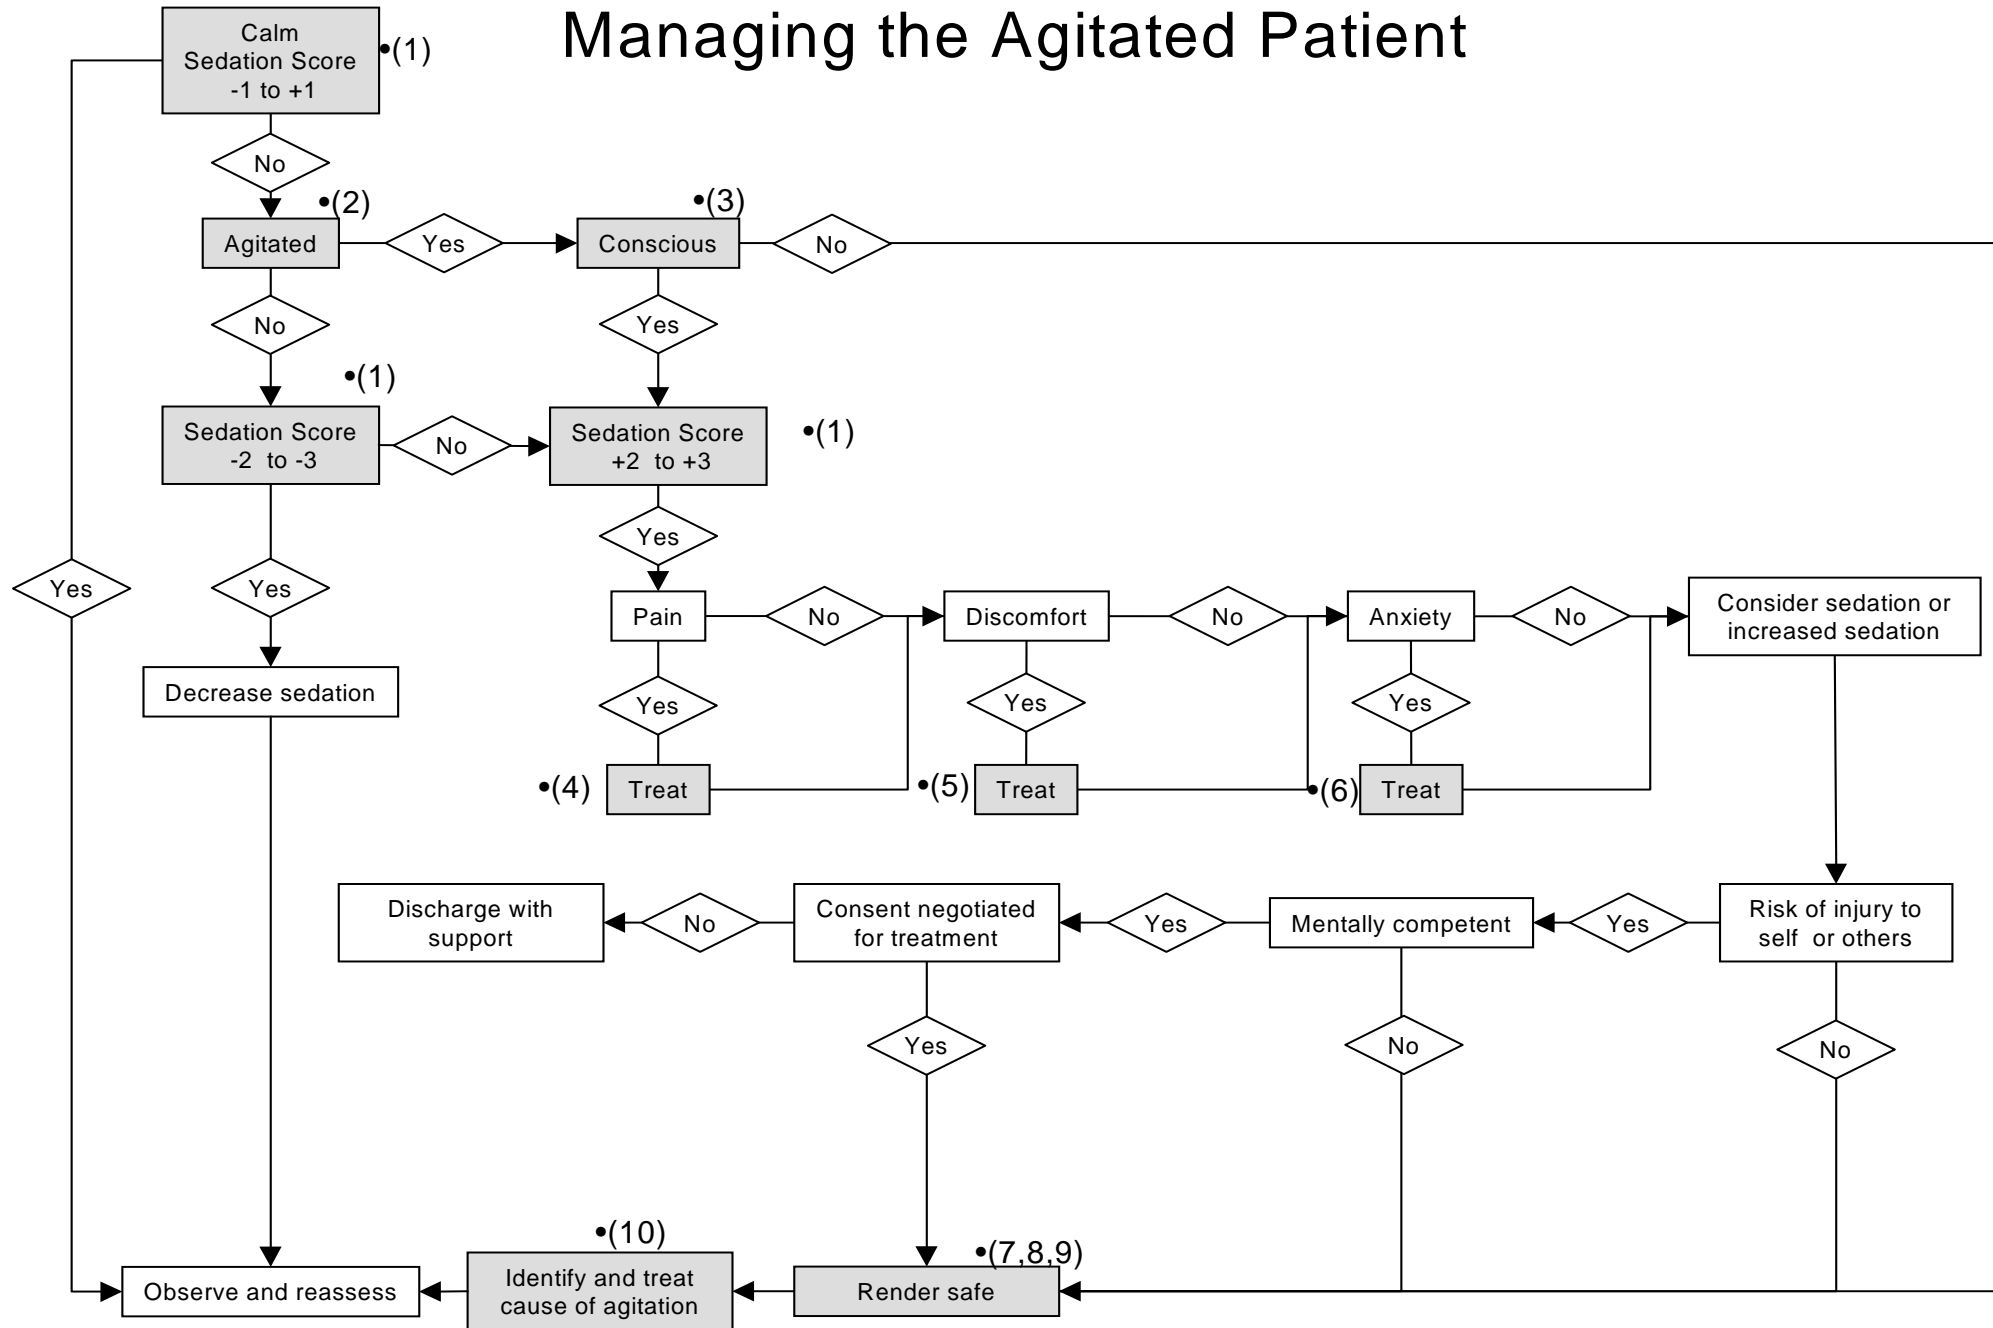 Managing the Agitated Patient
Calm
Sedation Score
-1 to +1
•(1)
No
•(2)
•(3)
Agitated
Yes
Conscious
No
No
Yes
•(1)
Sedation Score
-2 to -3
No
Sedation Score
+2 to +3
•(1)
Yes
Yes
Yes
Pain
No
Discomfort
No
Anxiety
No
Consider sedation or
increased sedation
Decrease sedation
Yes
Yes
Yes
•(4)
Treat
•(5)
Treat
•(6)
Treat
Discharge with
support
No
Consent negotiated
for treatment
Yes
Mentally competent
Yes
Risk of injury to
self or others
Yes
No
No
•(10)
•(7,8,9)
Observe and reassess
Identify and treat
cause of agitation
Render safe